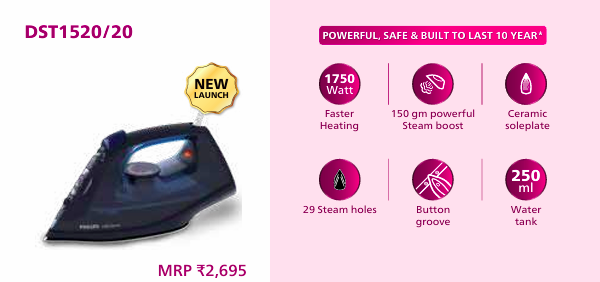 DST1520/20
NEW
LAUNCH
PHILIPS
MRP ₹2,695
POWERFUL, SAFE & BUILT TO LAST 10 YEAR*
1750
Watt
Faster
Heating
150 gm powerful
Steam boost
Ceramic
soleplate
29 Steam holes
Button
groove
250
ml
Water
tank